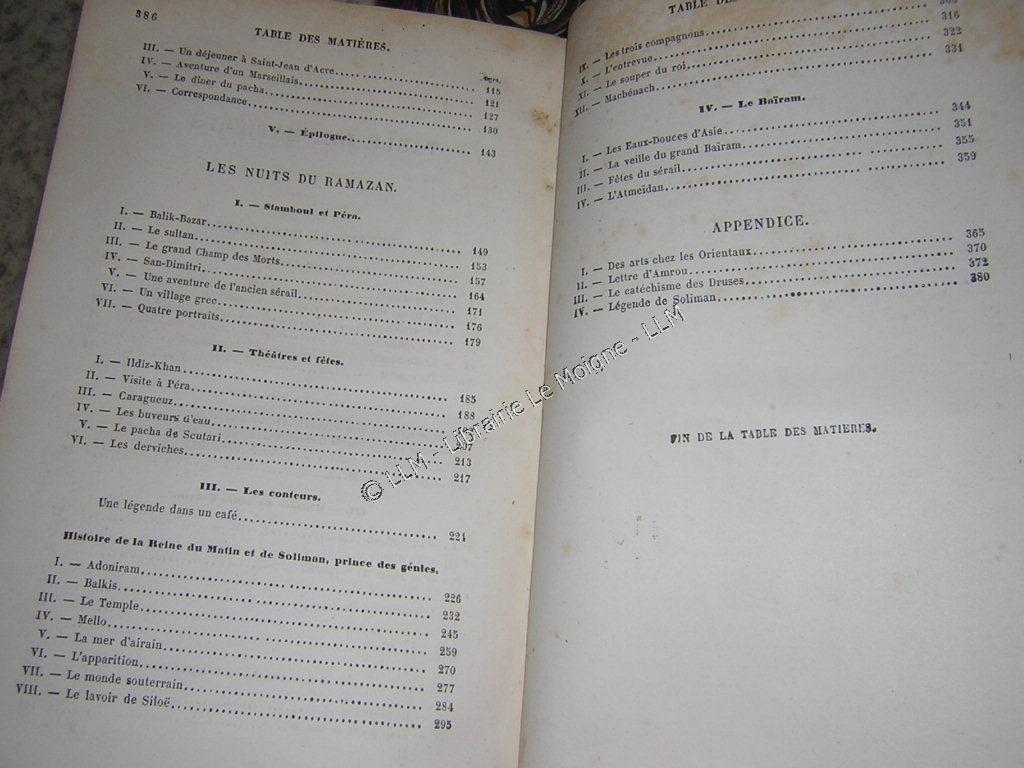 386
TABLE DES MATIÈRES.
III. — Un déjeuner à Saint-Jean d'Acre 115
IV. — Aventure d'un Marseillais 121
V. — Le dîner du pacha 127
VI. — Correspondance 130
V. — Épilogue 143
LES NUITS DU RAMAZAN.
I. — Stamboul et Péra.
I. — Balik-Bazar 149
II. — Le sultan 153
III. — Le grand Champ des Morts 157
IV. — San-Dimitri 164
V. — Une aventure de l'ancien sérail 171
VI. — Un village grec 176
VII. — Quatre portraits 179
II. — Théâtres et fêtes.
I. — Ildiz-Khan 185
II. — Visite à Péra 188
III. — Caragueuz
IV. — Les buveurs d'eau 207
V. — Le pacha de Scutari 213
VI. — Les derviches 217
III. — Les conteurs.
Une légende dans un café 221
Histoire de la Reine du Matin et de Soliman, prince des génies.
I. — Adoniram 226
II. — Balkis 232
III. — Le Temple 245
IV. — Mello 259
V. — La mer d'airain 270
VI. — L'apparition 277
VII. — Le monde souterrain 284
VIII. — Le lavoir de Siloë 295
TABLE DES
IX. — Les trois compagnons 316
X. — L'entrevue 322
XI. — Le souper du roi 331
XII. — Macbénach
IV. — Le Baïram.
I. — Les Eaux-Douces d'Asie 344
II. — La veille du grand Baïram 351
III. — Fêtes du sérail 355
IV. — L'Atmeïdan 359
APPENDICE.
I. — Des arts chez les Orientaux 365
II. — Lettre d'Amrou 370
III. — Le catéchisme des Druses 372
IV. — Légende de Soliman 380
FIN DE LA TABLE DES MATIERES.
© LLM - Librairie Le Moigne - LLM